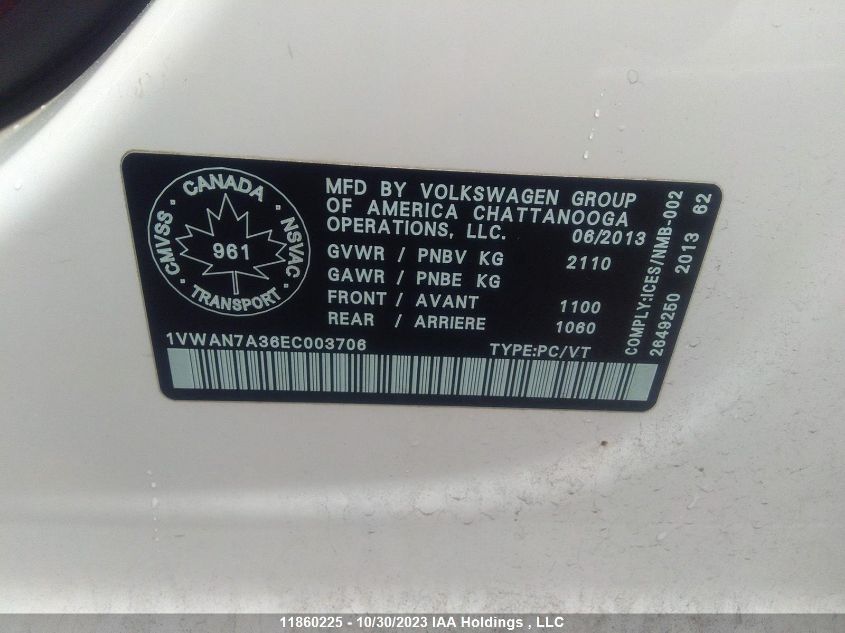 CANADA
CMVSS
NSVAC
961
TRANSPORT
MFD BY VOLKSWAGEN GROUP
OF AMERICA CHATTANOOGA
OPERATIONS, LLC. 06/2013
GVWR / PNBV KG 2110
GAWR / PNBE KG
FRONT / AVANT 1100
REAR / ARRIERE 1060
1VWAN7A36EC003706 TYPE:PC/VT
COMPLY:ICES/NMB-002
2649250 2013 62
11860225 - 10/30/2023 IAA Holdings , LLC